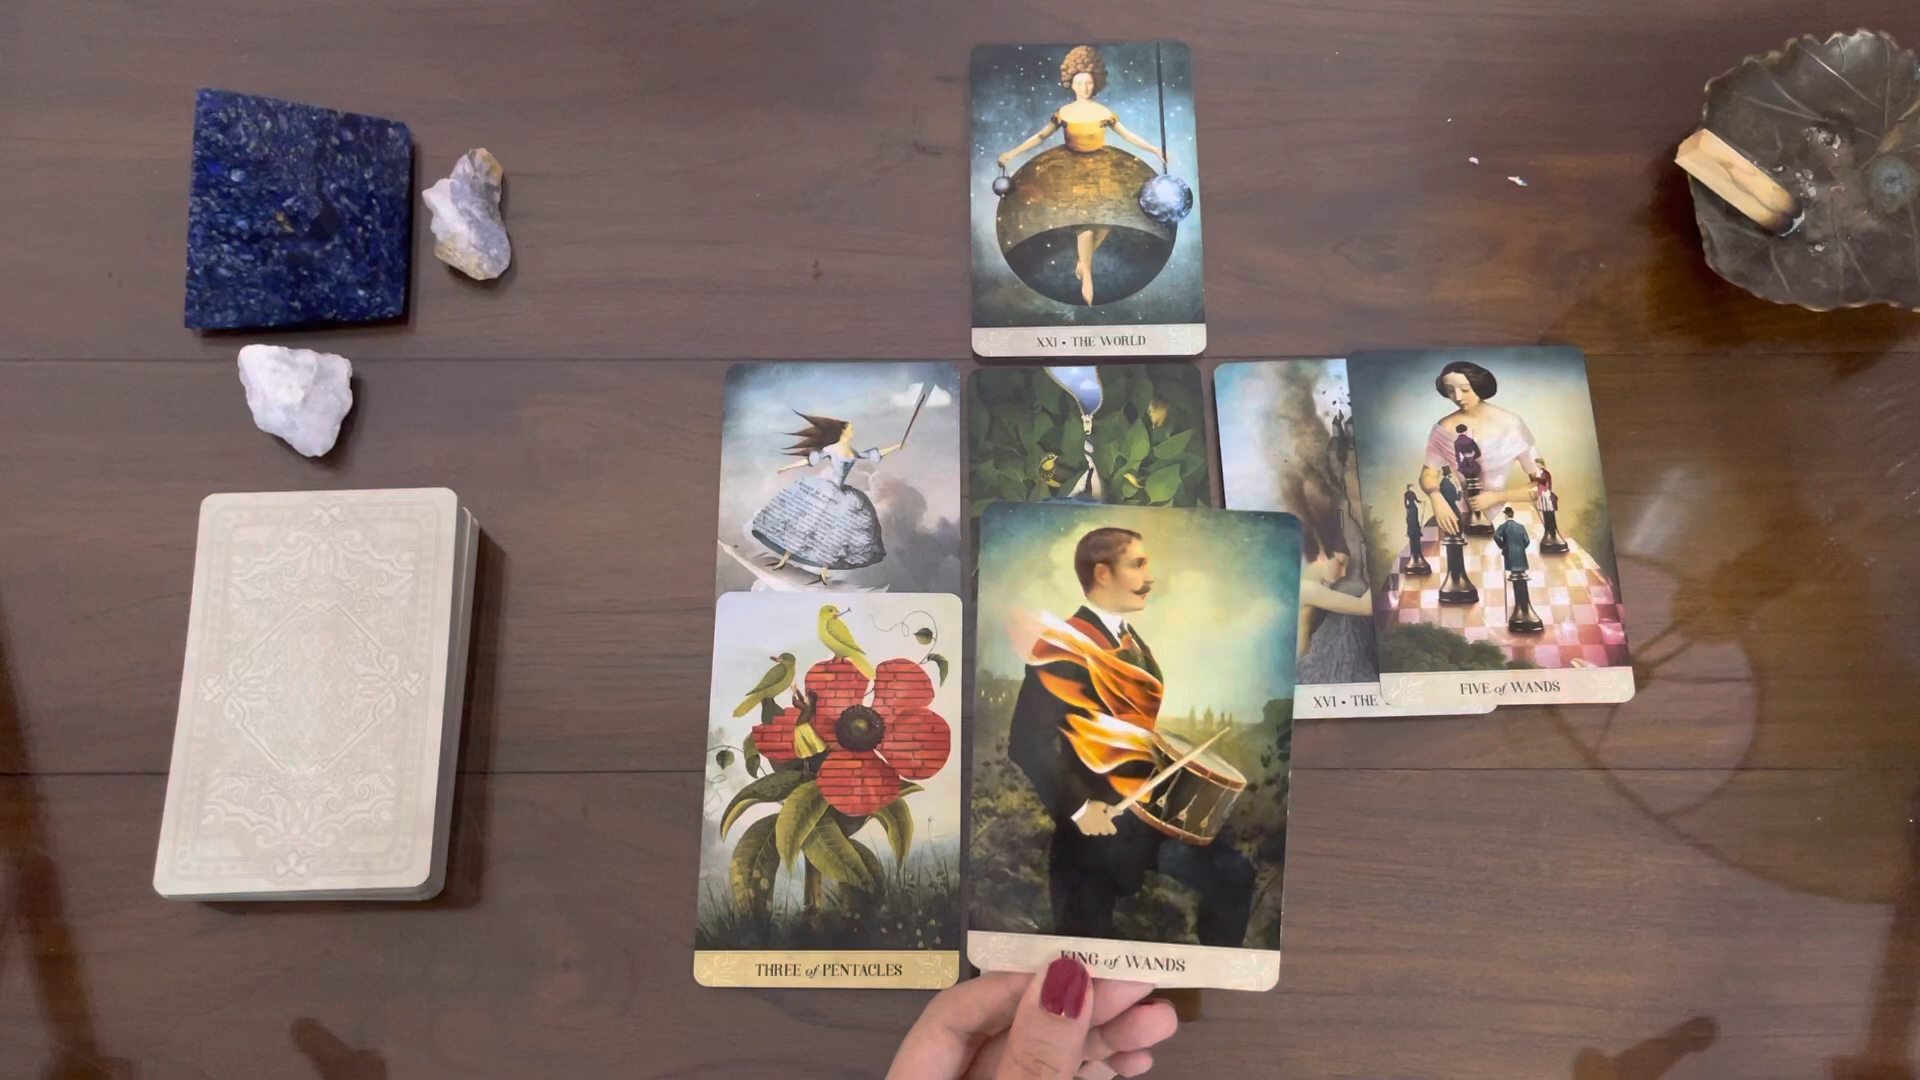 XXI • THE WORLD
XVI • THE
FIVE of WANDS
THREE of PENTACLES
KING of WANDS